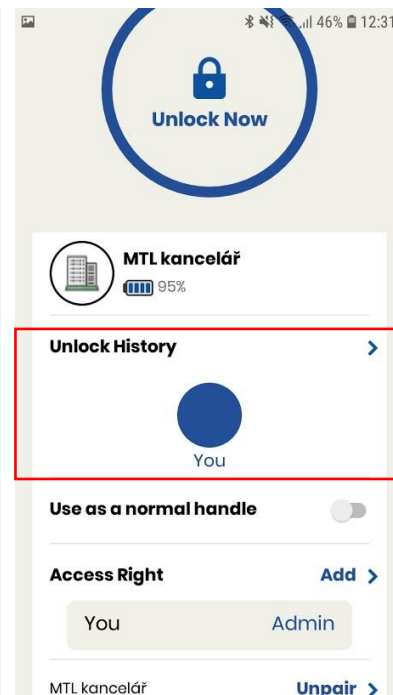 46% 12:31
Unlock Now
MTL kancelář
95%
Unlock History
You
Use as a normal handle
Access Right Add
You Admin
MTL kancelář Unpair